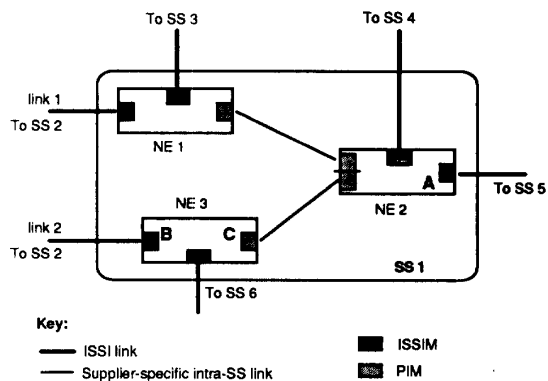 To SS 3
To SS 4
link 1
To SS 2
NE 1
A
To SS 5
NE 2
NE 3
link 2
To SS 2
B
C
SS 1
To SS 6
Key:
ISSI link
Supplier-specific intra-SS link
ISSIM
PIM